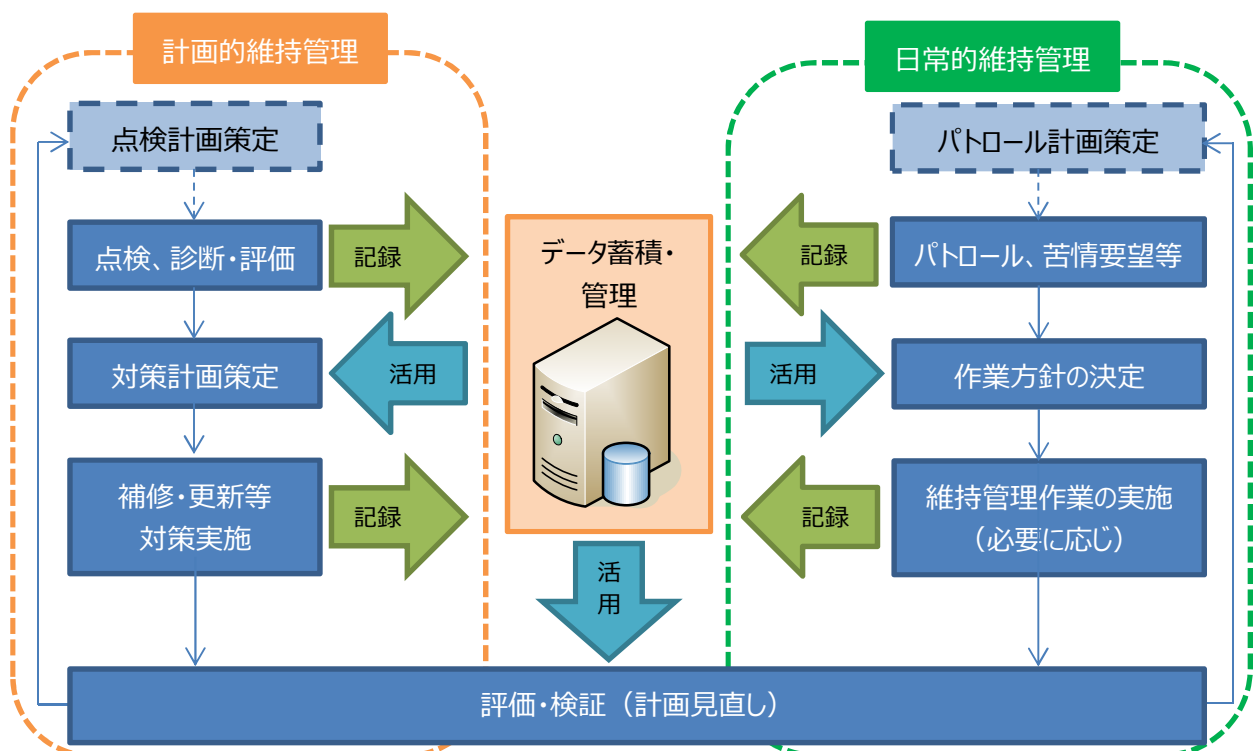 計画的維持管理
点検計画策定
点検、診断・評価
記録
対策計画策定
活用
補修・更新等
対策実施
記録
データ蓄積・
管理
活
用
日常的維持管理
パトロール計画策定
記録
パトロール、苦情要望等
活用
作業方針の決定
記録
維持管理作業の実施
（必要に応じ）
評価・検証（計画見直し）